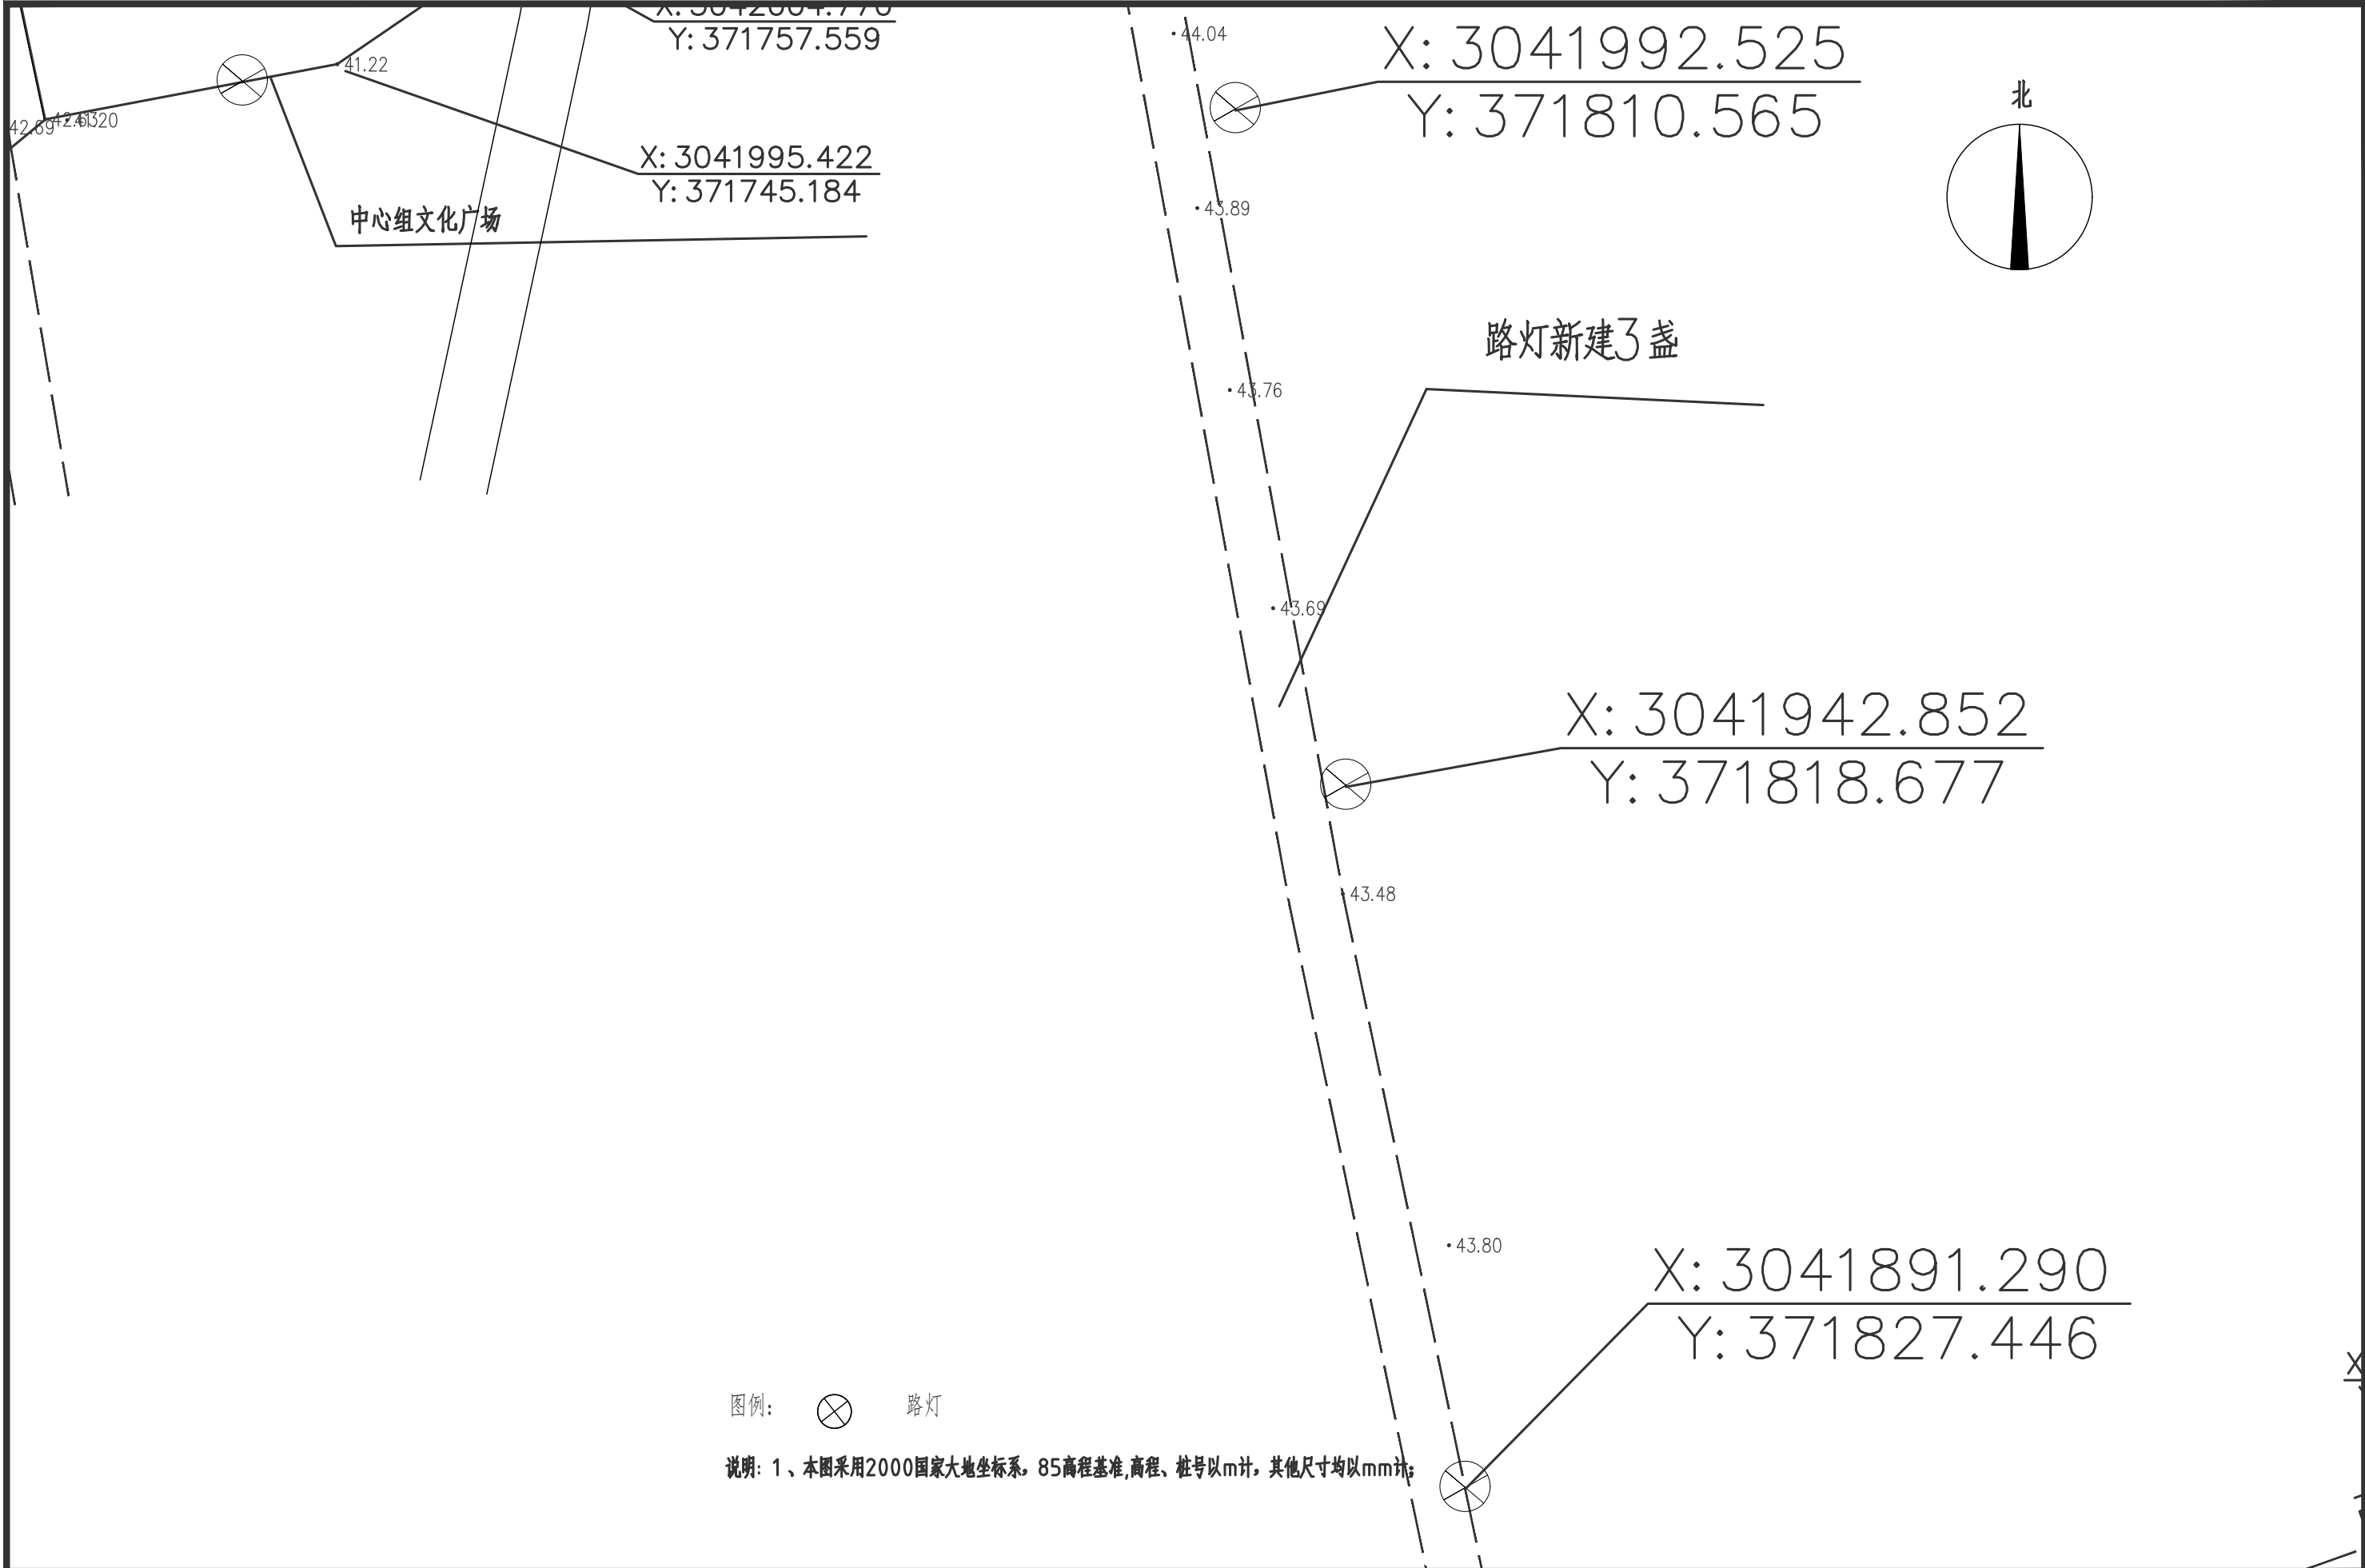 Y: 371757.559
44.04
X: 3041992.525
Y: 371810.565
北
41.22
42.69
X: 3041995.422
Y: 371745.184
中心组文化广场
43.89
路灯新建3盏
43.76
43.69
X: 3041942.852
Y: 371818.677
43.48
43.80
X: 3041891.290
Y: 371827.446
图例： 路灯
说明：1、本图采用2000国家大地坐标系，85高程基准,高程、桩号以m计，其他尺寸均以mm计;